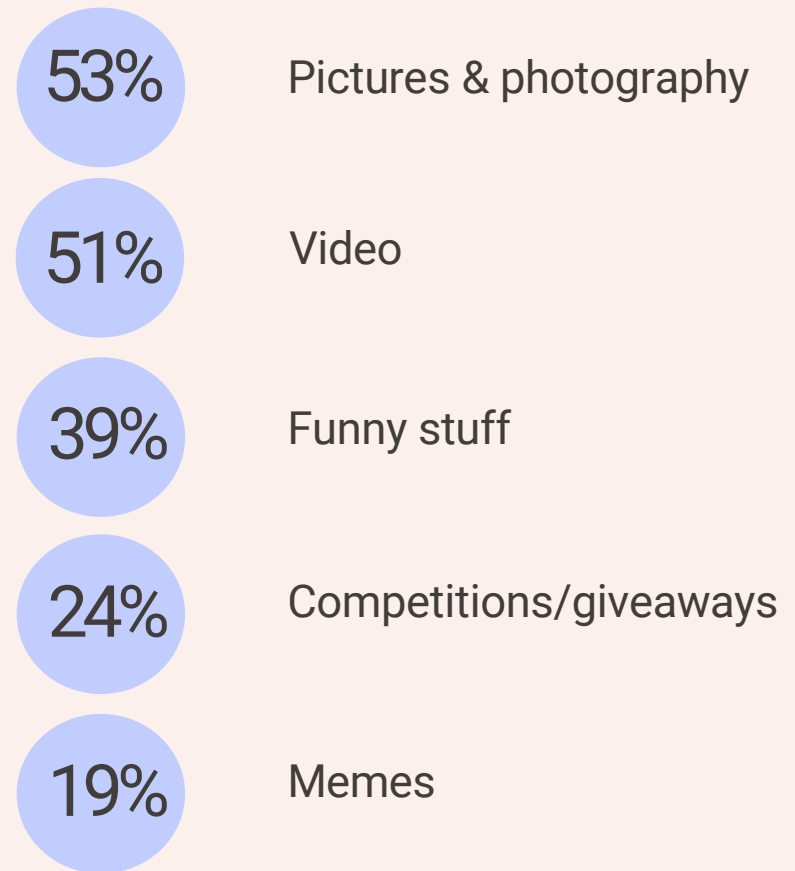 53% Pictures & photography
51% Video
39% Funny stuff
24% Competitions/giveaways
19% Memes